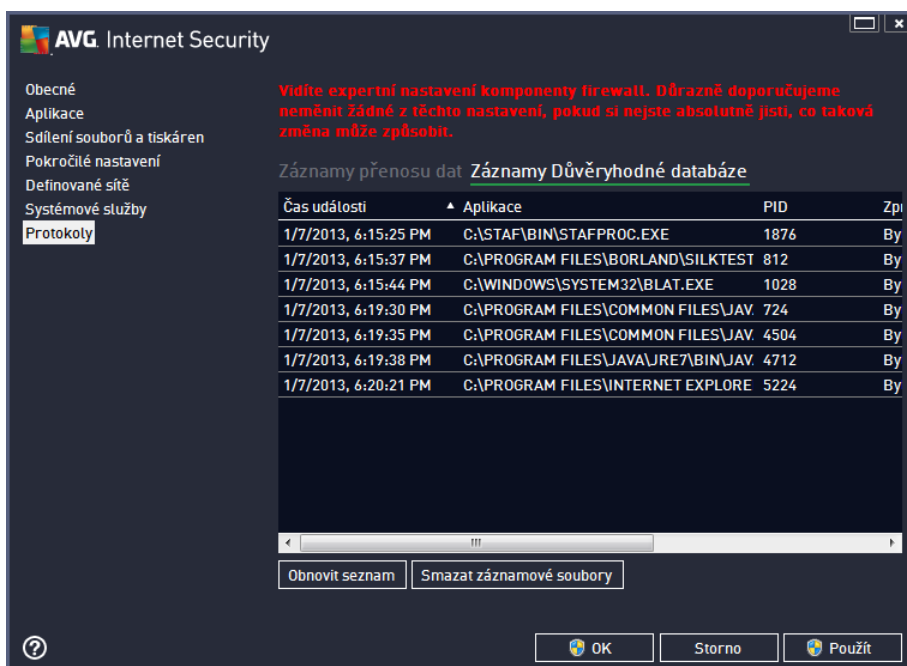 AVG. Internet Security
Obecné
Aplikace
Sdílení souborů a tiskáren
Pokročilé nastavení
Definované sítě
Systémové služby
Protokoly
Vidíte expertní nastavení komponenty firewall. Důrazně doporučujeme
neměnit žádné z těchto nastavení, pokud si nejste absolutně jisti, co taková
změna může způsobit.
Záznamy přenosu dat Záznamy Důvěryhodné databáze
Čas události Aplikace PID Zpr
1/7/2013, 6:15:25 PM C:\STAF\BIN\STAFPROC.EXE 1876 By
1/7/2013, 6:15:37 PM C:\PROGRAM FILES\BORLAND\SILKTEST 812 By
1/7/2013, 6:15:44 PM C:\WINDOWS\SYSTEM32\BLAT.EXE 1028 By
1/7/2013, 6:19:30 PM C:\PROGRAM FILES\COMMON FILES\JAV. 724 By
1/7/2013, 6:19:35 PM C:\PROGRAM FILES\COMMON FILES\JAV. 4504 By
1/7/2013, 6:19:38 PM C:\PROGRAM FILES\JAVA\JRE7\BIN\JAV. 4712 By
1/7/2013, 6:20:21 PM C:\PROGRAM FILES\INTERNET EXPLORE 5224 By
Obnovit seznam Smazat záznamové soubory
OK Storno Použít